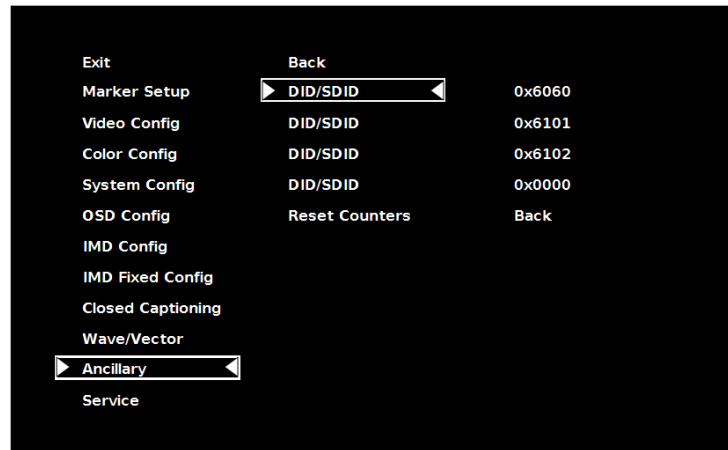 Exit Back
Marker Setup DID/SDID 0x6060
Video Config DID/SDID 0x6101
Color Config DID/SDID 0x6102
System Config DID/SDID 0x0000
OSD Config Reset Counters Back
IMD Config
IMD Fixed Config
Closed Captioning
Wave/Vector
Ancillary
Service